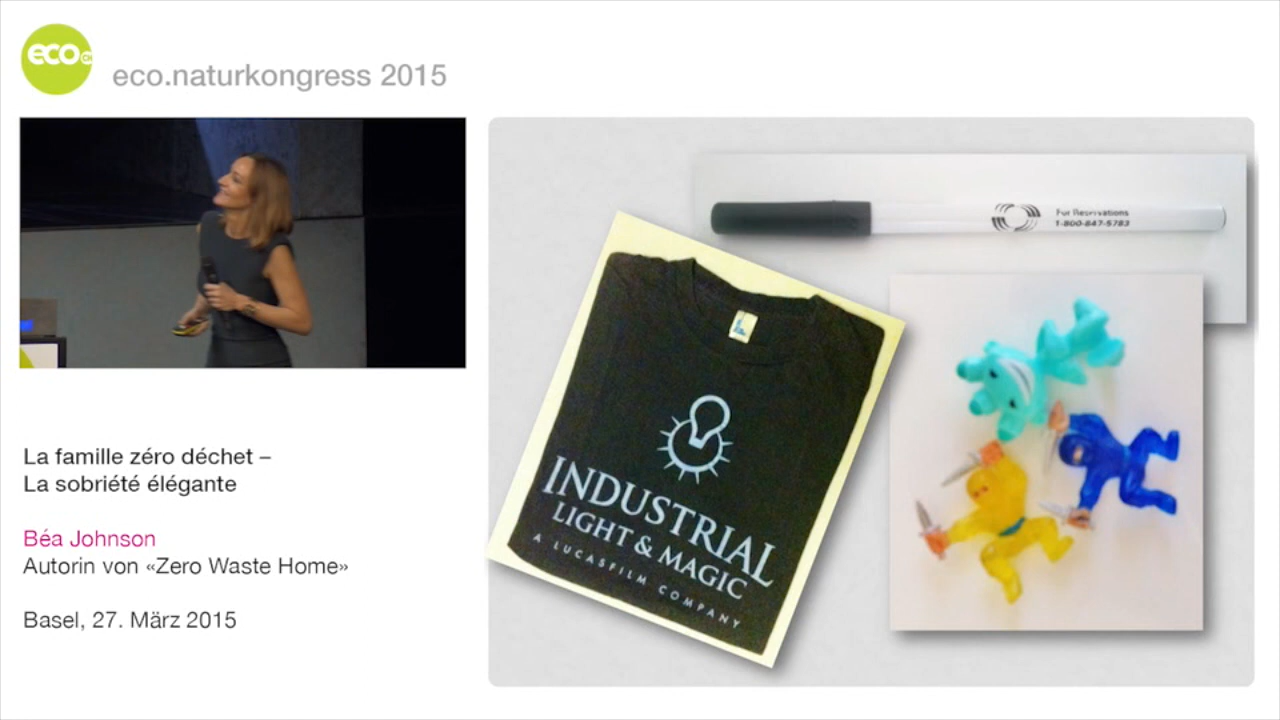 eco.ch
eco.naturkongress 2015
For Reservations
1-800-847-5783
INDUSTRIAL
LIGHT & MAGIC
A LUCASFILM COMPANY
La famille zéro déchet –
La sobriété élégante
Béa Johnson
Autorin von «Zero Waste Home»
Basel, 27. März 2015